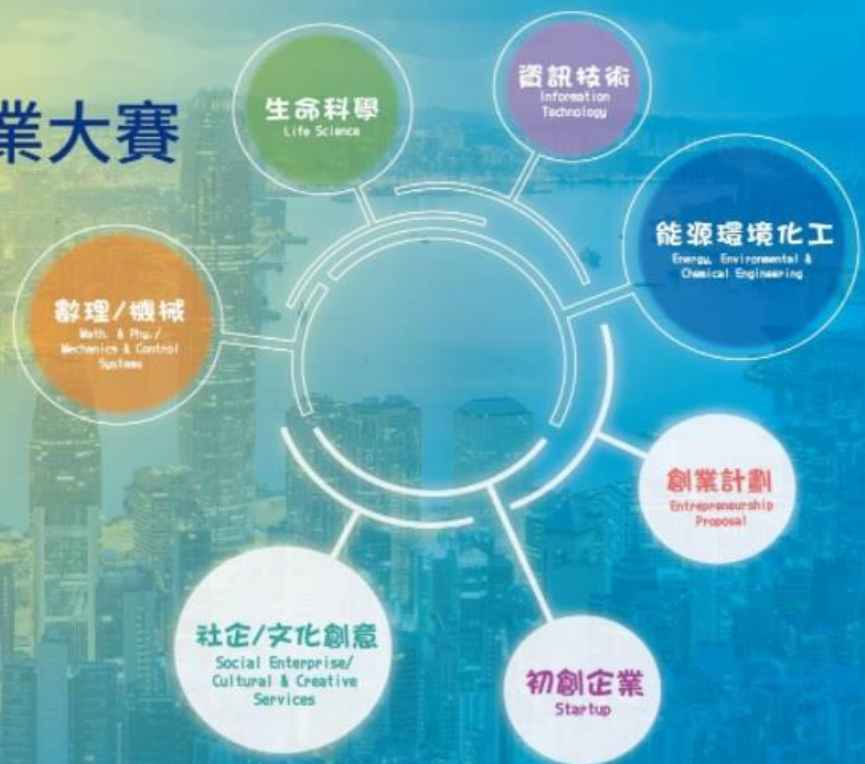 業大賽
生命科學
Life Science
資訊技術
Information
Technology
能源環境化工
Energy, Environmental &
Chemical Engineering
數理/機械
Math. & Phy./
Mechanics & Control
Systems
創業計劃
Entrepreneurship
Proposal
社企/文化創意
Social Enterprise/
Cultural & Creative
Services
初創企業
Startup